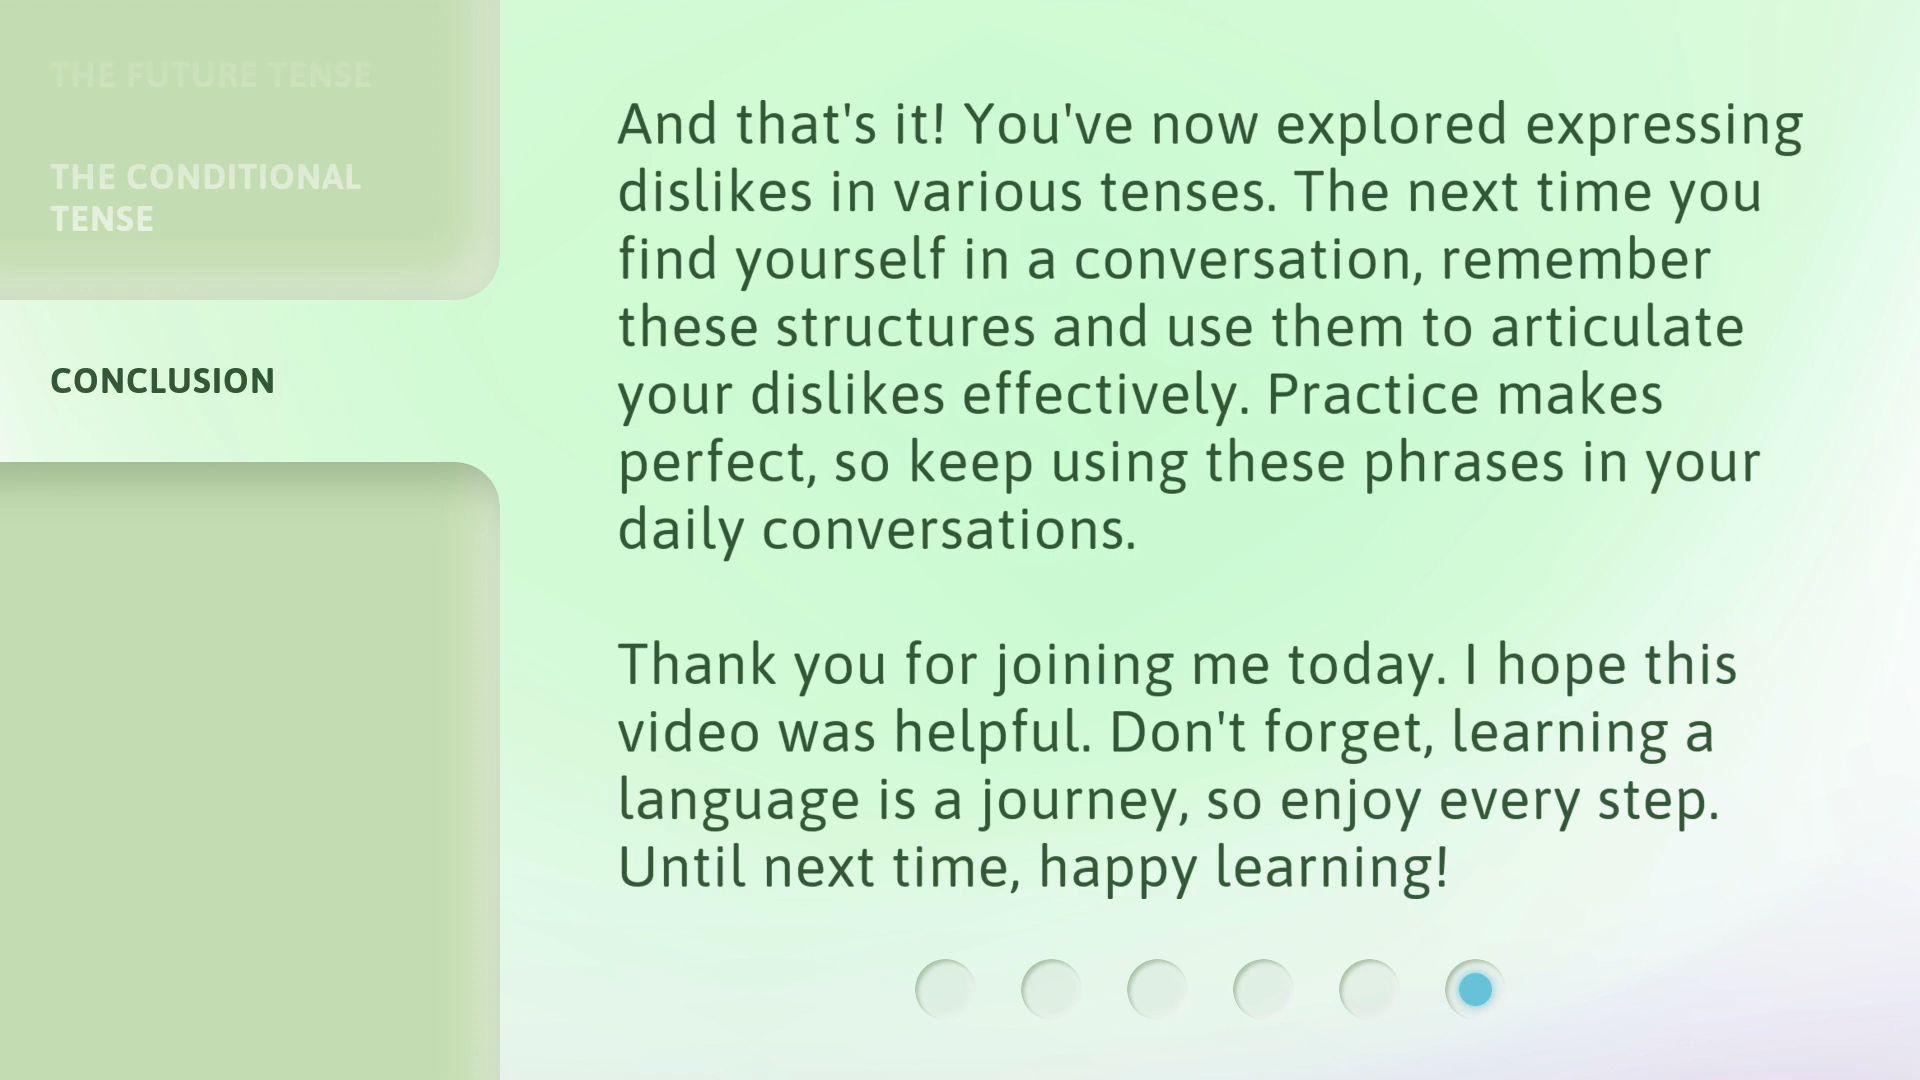 THE FUTURE TENSE
THE CONDITIONAL
TENSE
CONCLUSION
And that's it! You've now explored expressing
dislikes in various tenses. The next time you
find yourself in a conversation, remember
these structures and use them to articulate
your dislikes effectively. Practice makes
perfect, so keep using these phrases in your
daily conversations.
Thank you for joining me today. I hope this
video was helpful. Don't forget, learning a
language is a journey, so enjoy every step.
Until next time, happy learning!